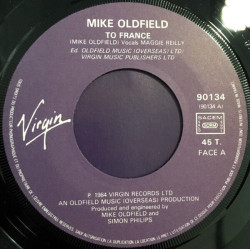 MIKE OLDFIELD
TO FRANCE
(MIKE OLDFIELD) Vocals MAGGIE REILLY
Ed. OLDFIELD MUSIC (OVERSEAS) LTD
VIRGIN MUSIC PUBLISHERS LTD
90134
(90134 A)
Virgin
SACEM
45 T.
FACE A
℗ 1984 VIRGIN RECORDS LTD
AN OLDFIELD MUSIC (OVERSEAS) PRODUCTION
Produced and engineered by
MIKE OLDFIELD and
SIMON PHILIPS